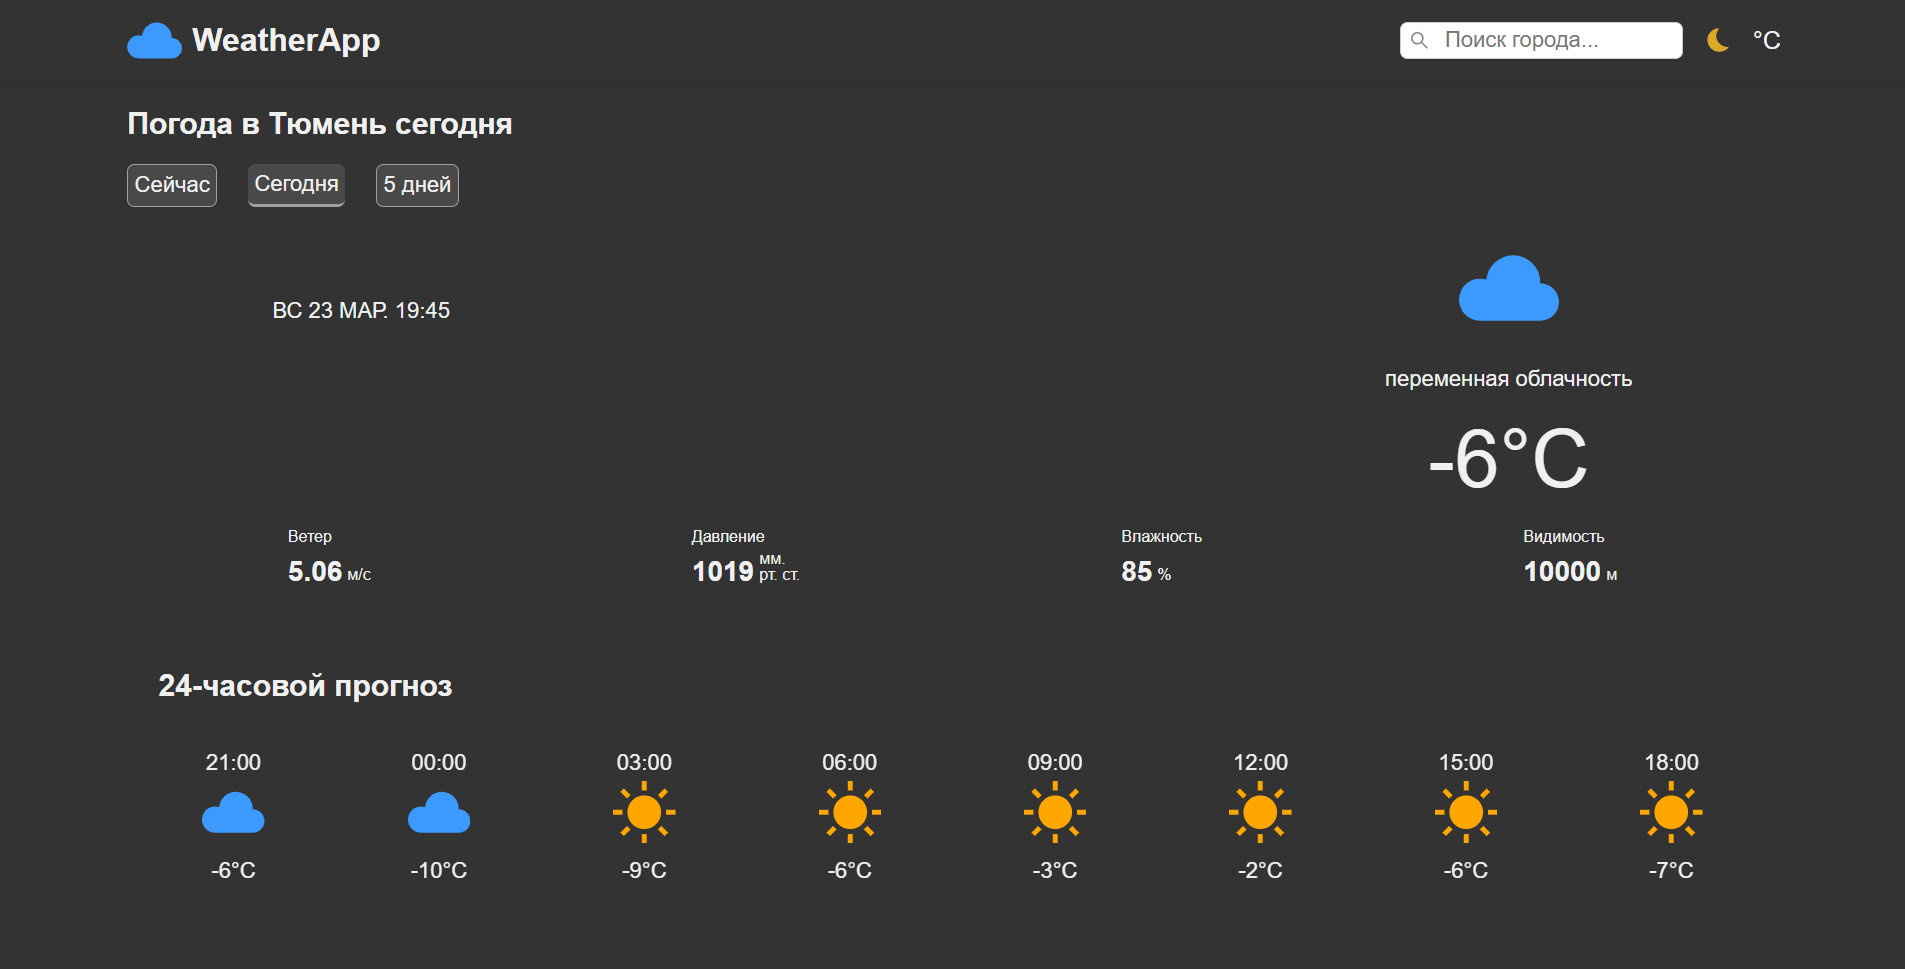 WeatherApp
Поиск города...
°C
Погода в Тюмень сегодня
Сейчас
Сегодня
5 дней
ВС 23 МАР. 19:45
переменная облачность
-6°C
Ветер
5.06 м/с
Давление
1019 мм. рт. ст.
Влажность
85 %
Видимость
10000 м
24-часовой прогноз
21:00
00:00
03:00
06:00
09:00
12:00
15:00
18:00
-6°C
-10°C
-9°C
-6°C
-3°C
-2°C
-6°C
-7°C